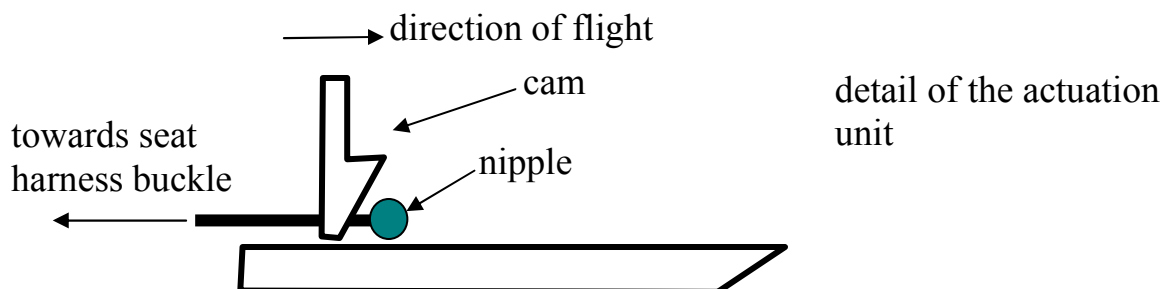 direction of flight
cam
detail of the actuation
unit
towards seat
harness buckle
nipple